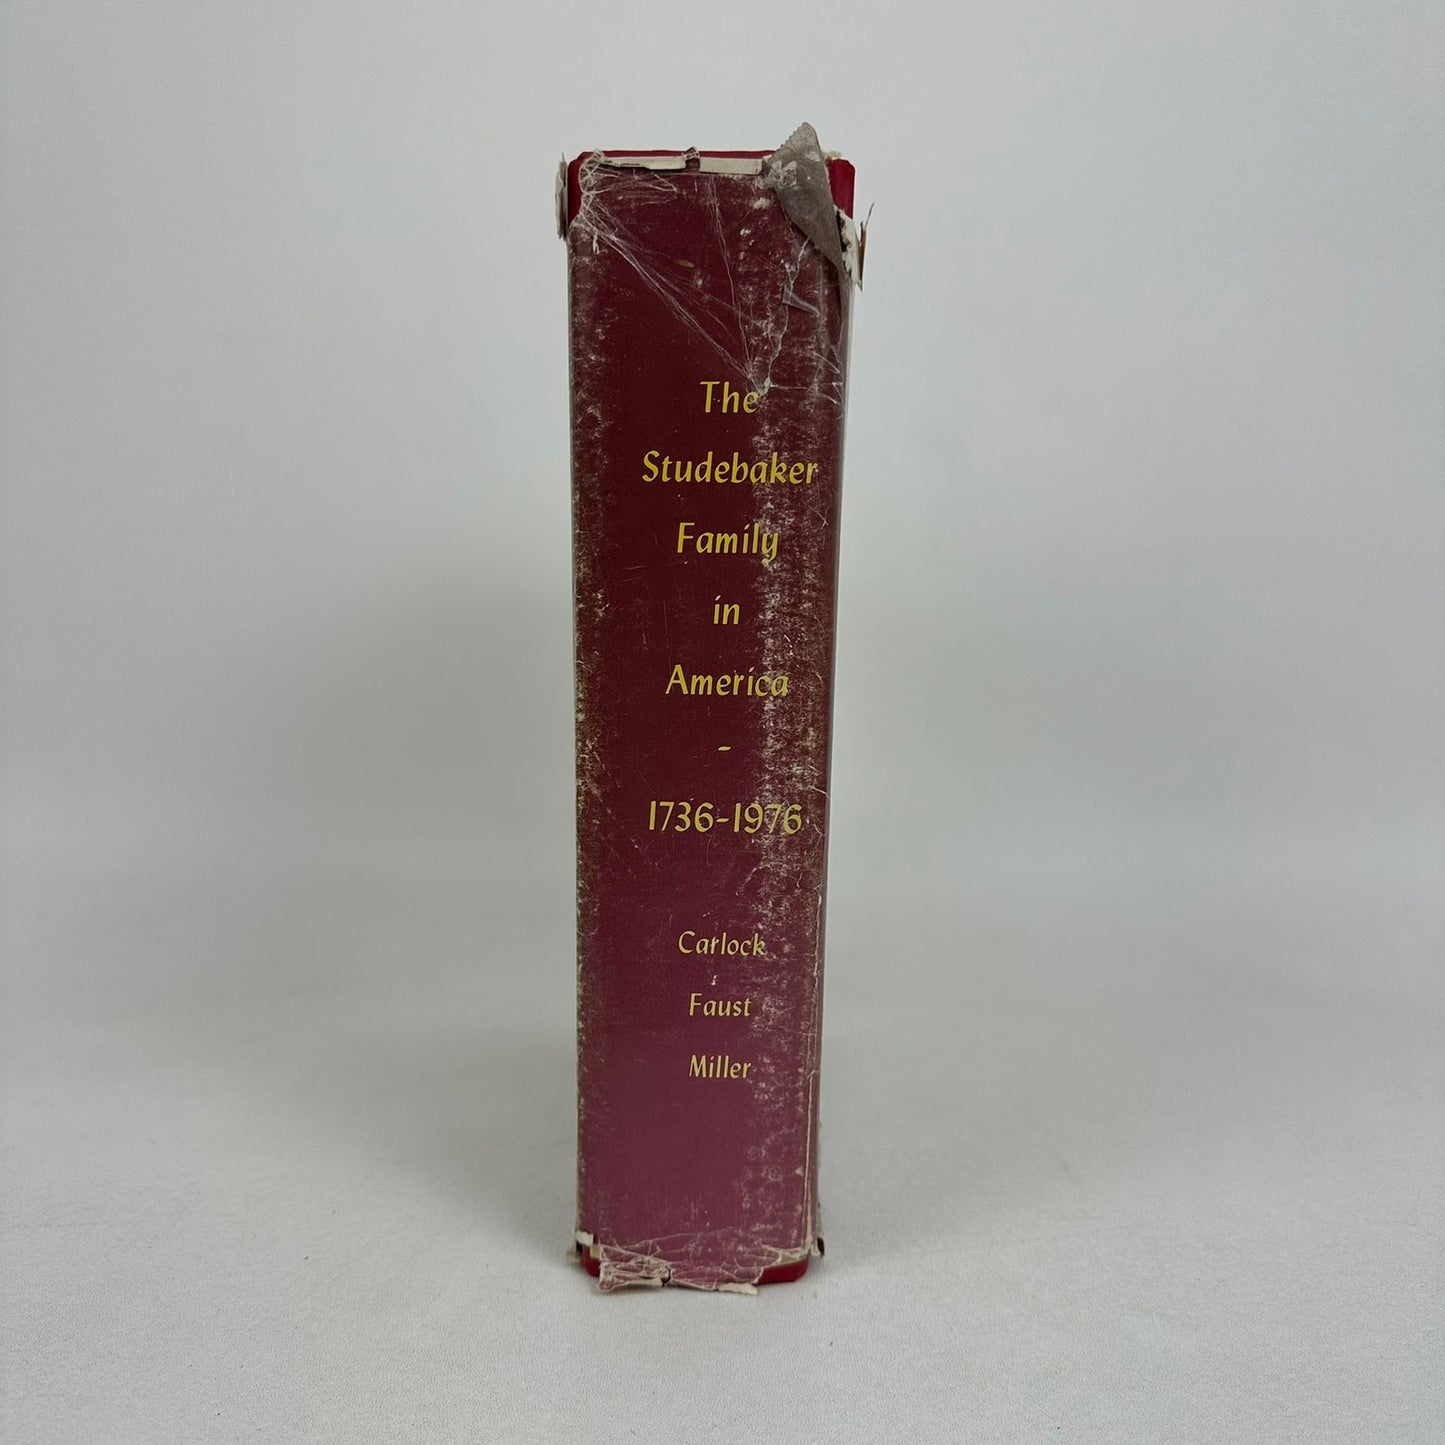 The
Studebaker
Family
in
America
-
1736-1976
Carlock
Faust
Miller